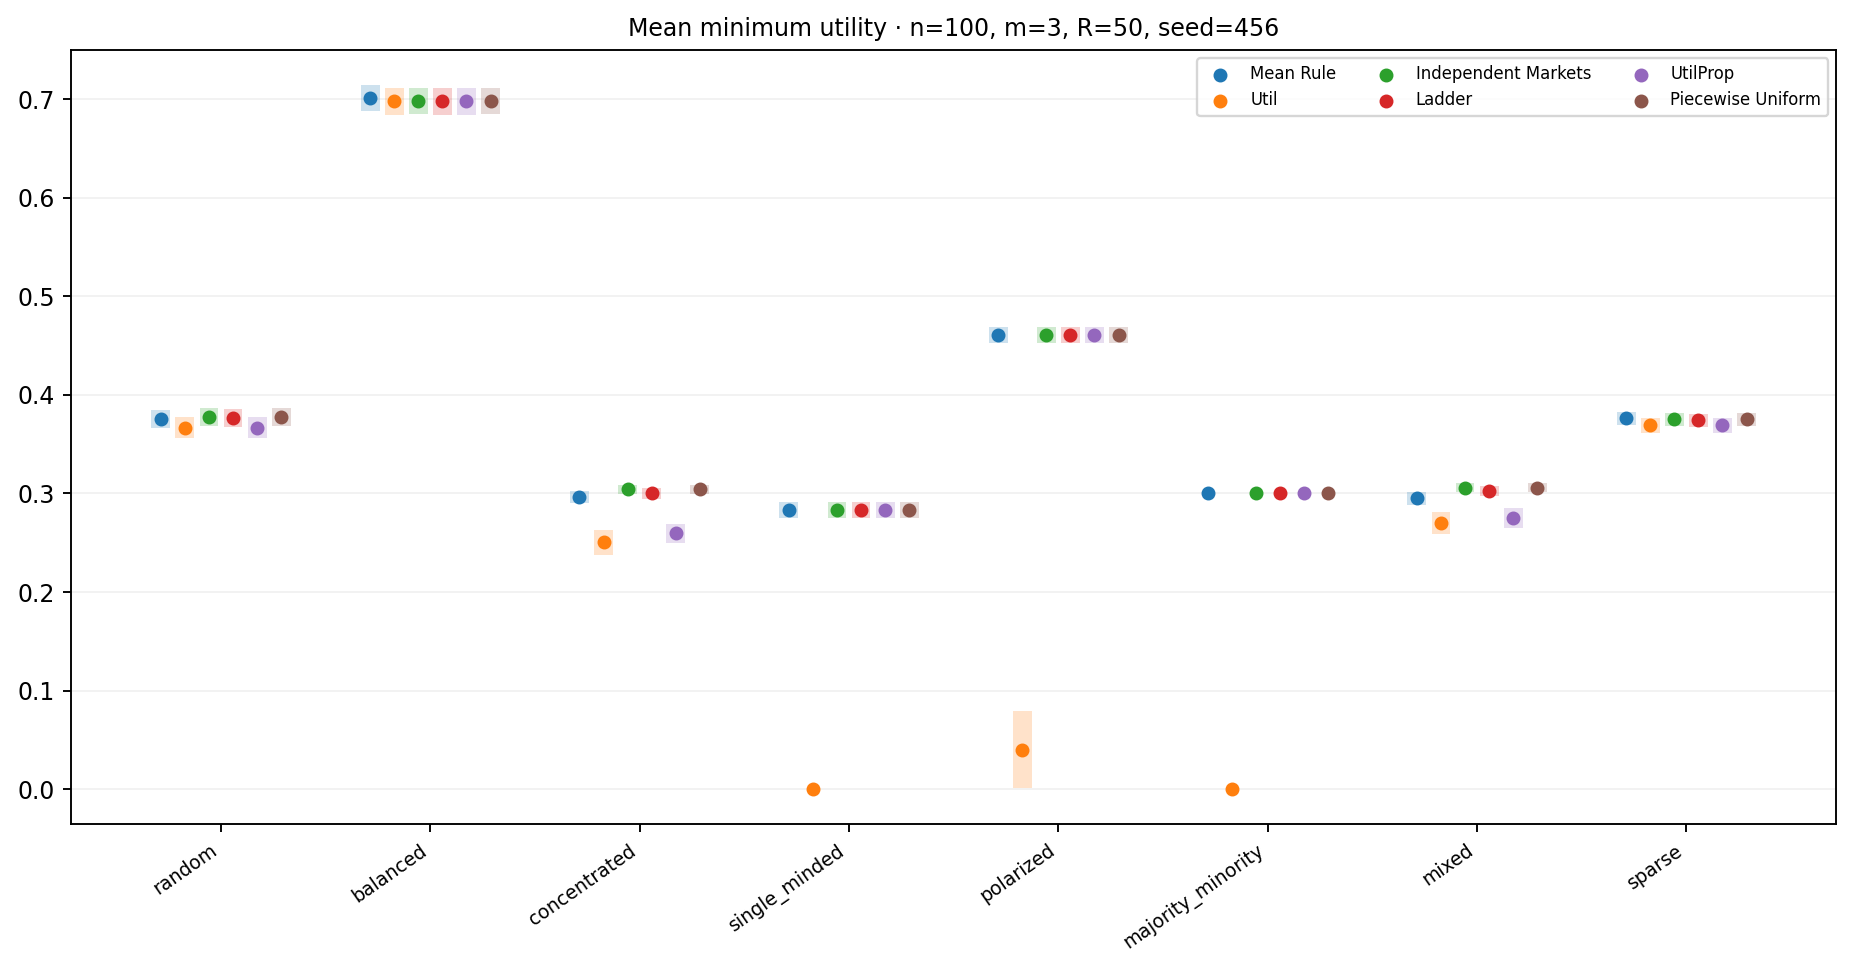 Mean minimum utility · n=100, m=3, R=50, seed=456
Mean Rule
Util
Independent Markets
Ladder
UtilProp
Piecewise Uniform
0.7
0.6
0.5
0.4
0.3
0.2
0.1
0.0
random
balanced
concentrated
single_minded
polarized
majority_minority
mixed
sparse